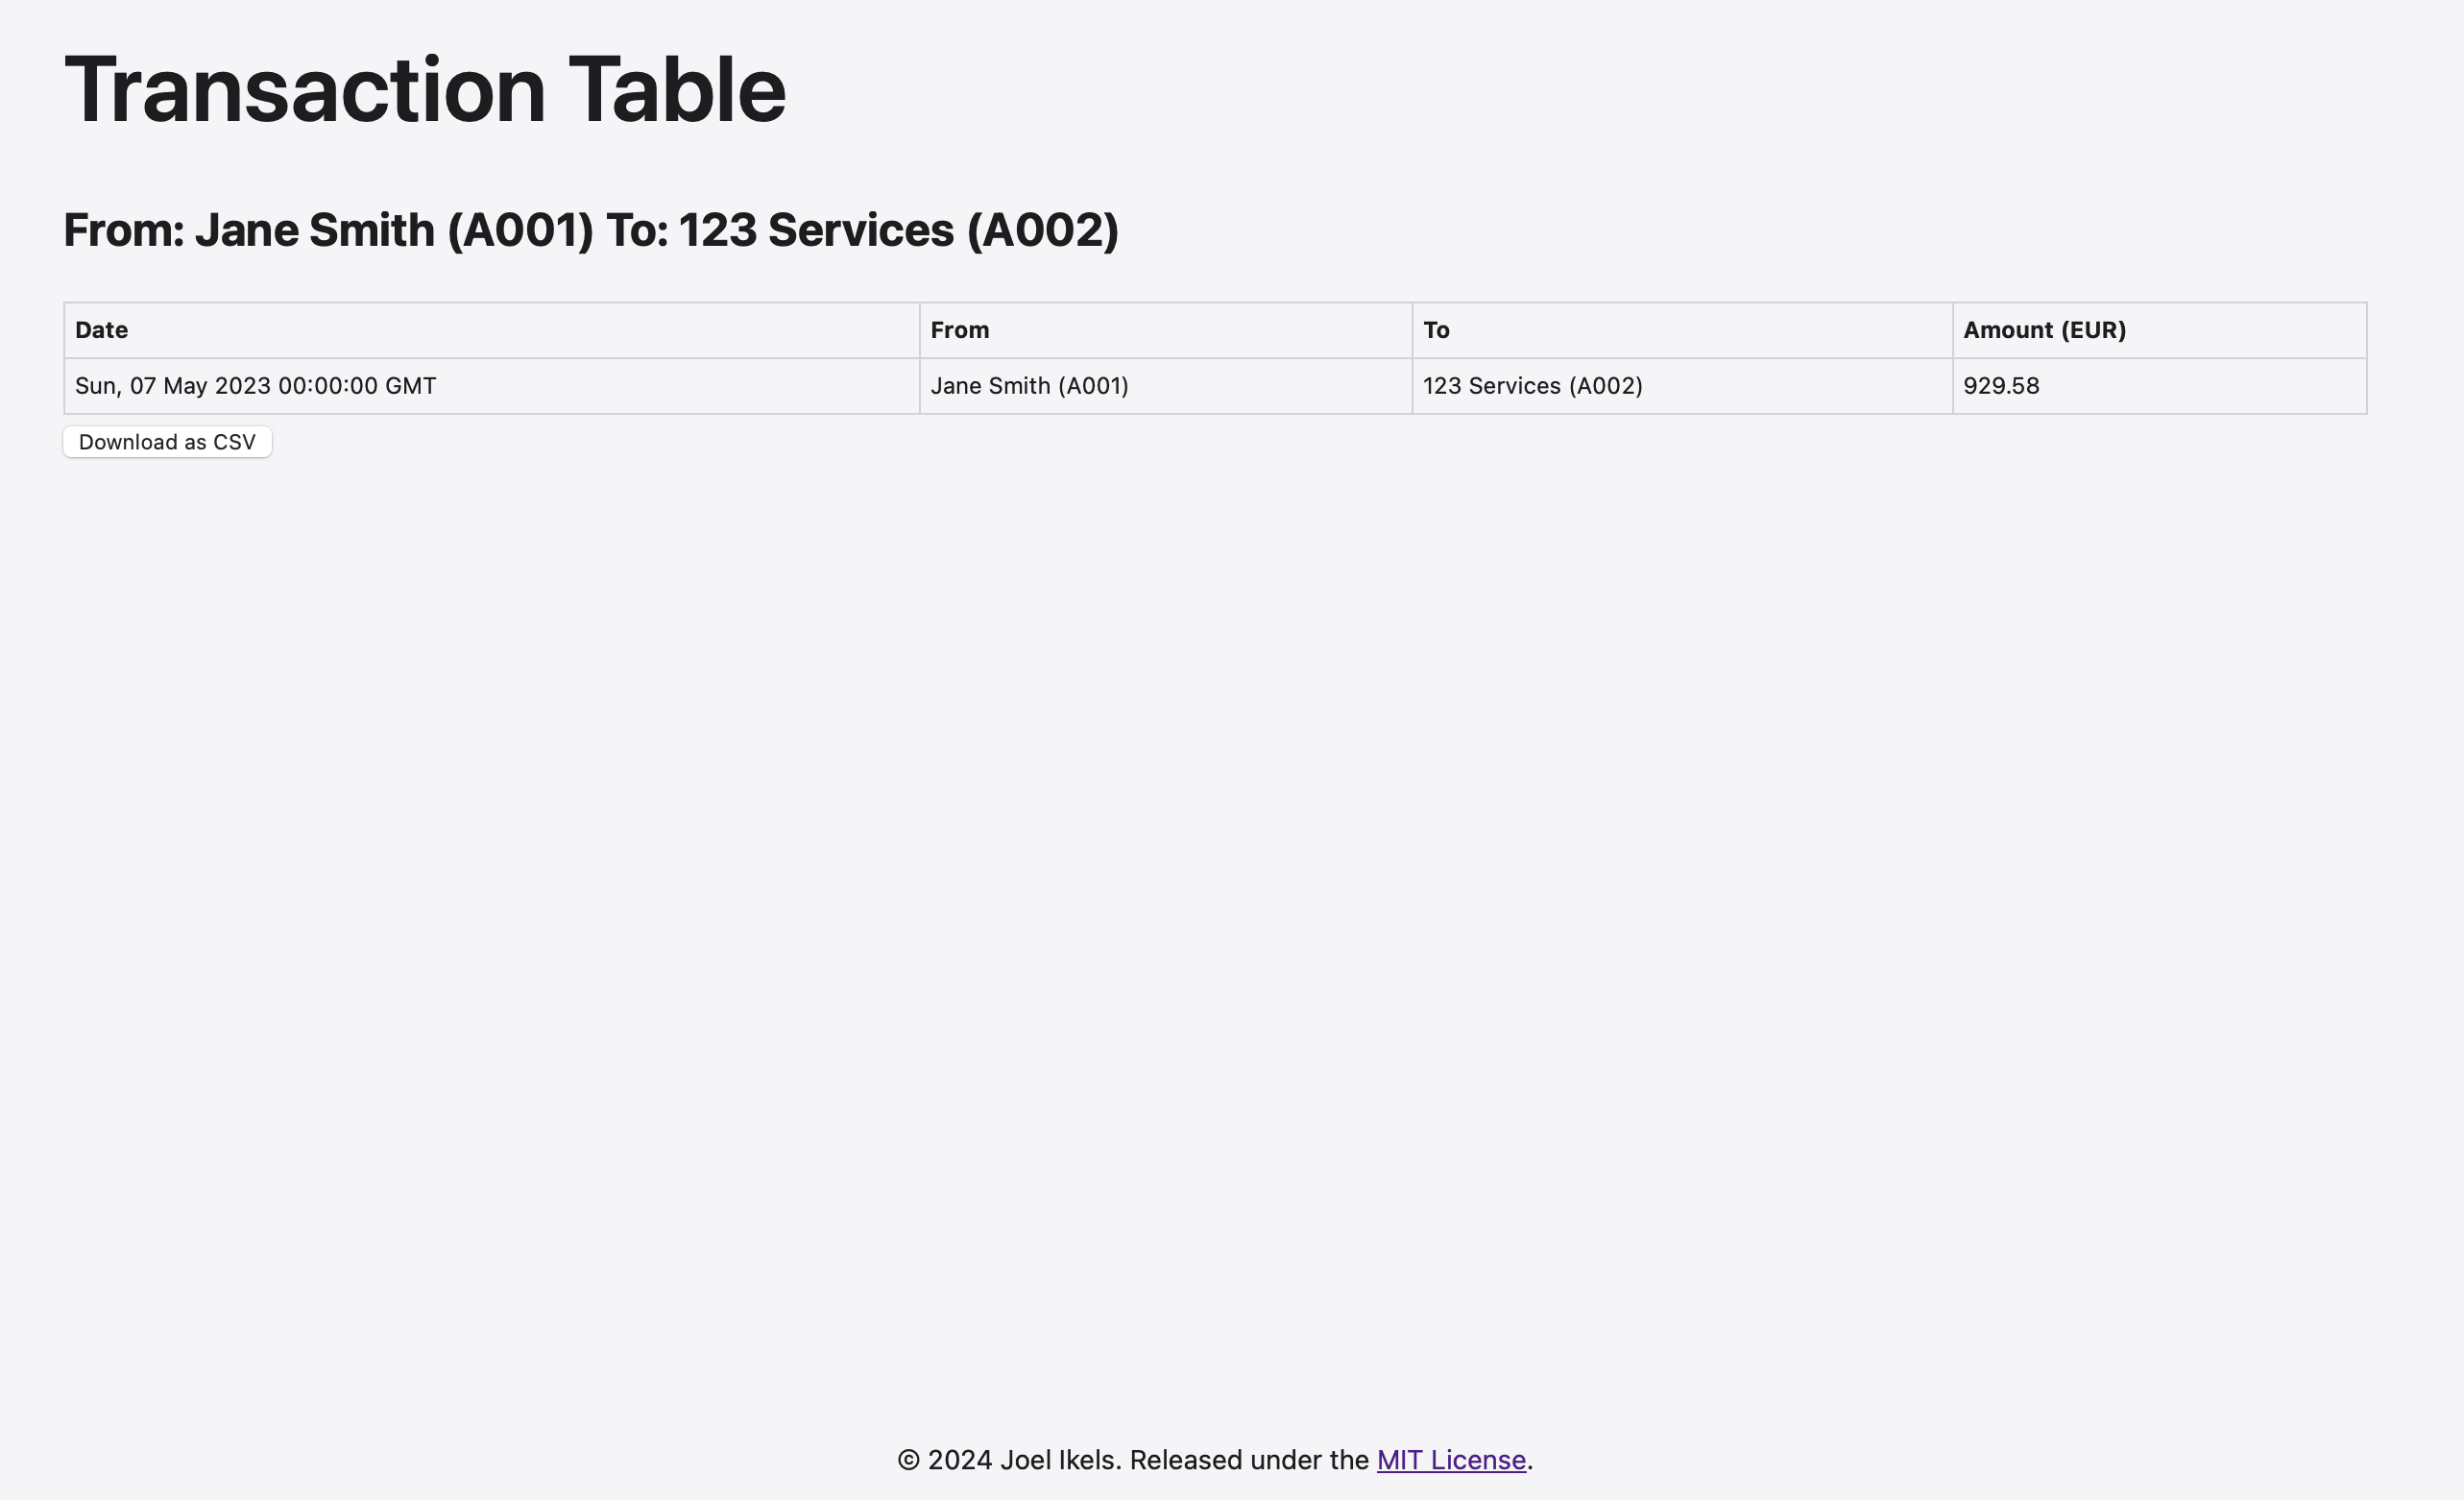 Transaction Table
From: Jane Smith (A001) To: 123 Services (A002)
Date From To Amount (EUR)
Sun, 07 May 2023 00:00:00 GMT Jane Smith (A001) 123 Services (A002) 929.58
Download as CSV
© 2024 Joel Ikels. Released under the MIT License.